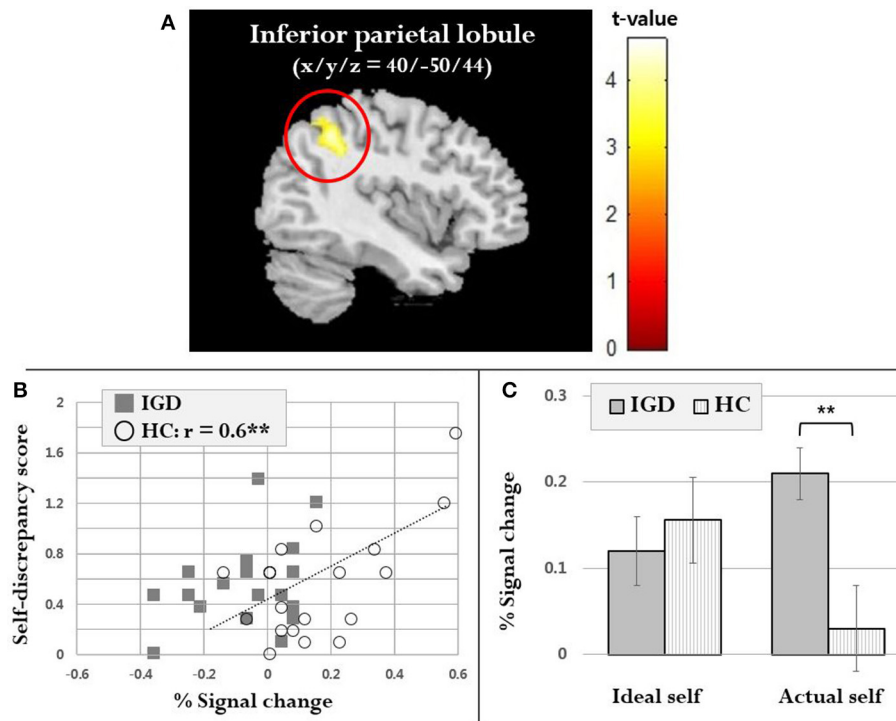 A
Inferior parietal lobule
(x/y/z = 40/-50/44)
t-value
4
3
2
1
0
B
Self-discrepancy score
2
1.6
1.2
0.8
0.4
0
IGD
HC: r = 0.6**
-0.6 -0.4 -0.2 0 0.2 0.4 0.6
% Signal change
C
% Signal change
0.3
0.2
0.1
0
IGD HC
**
Ideal self Actual self